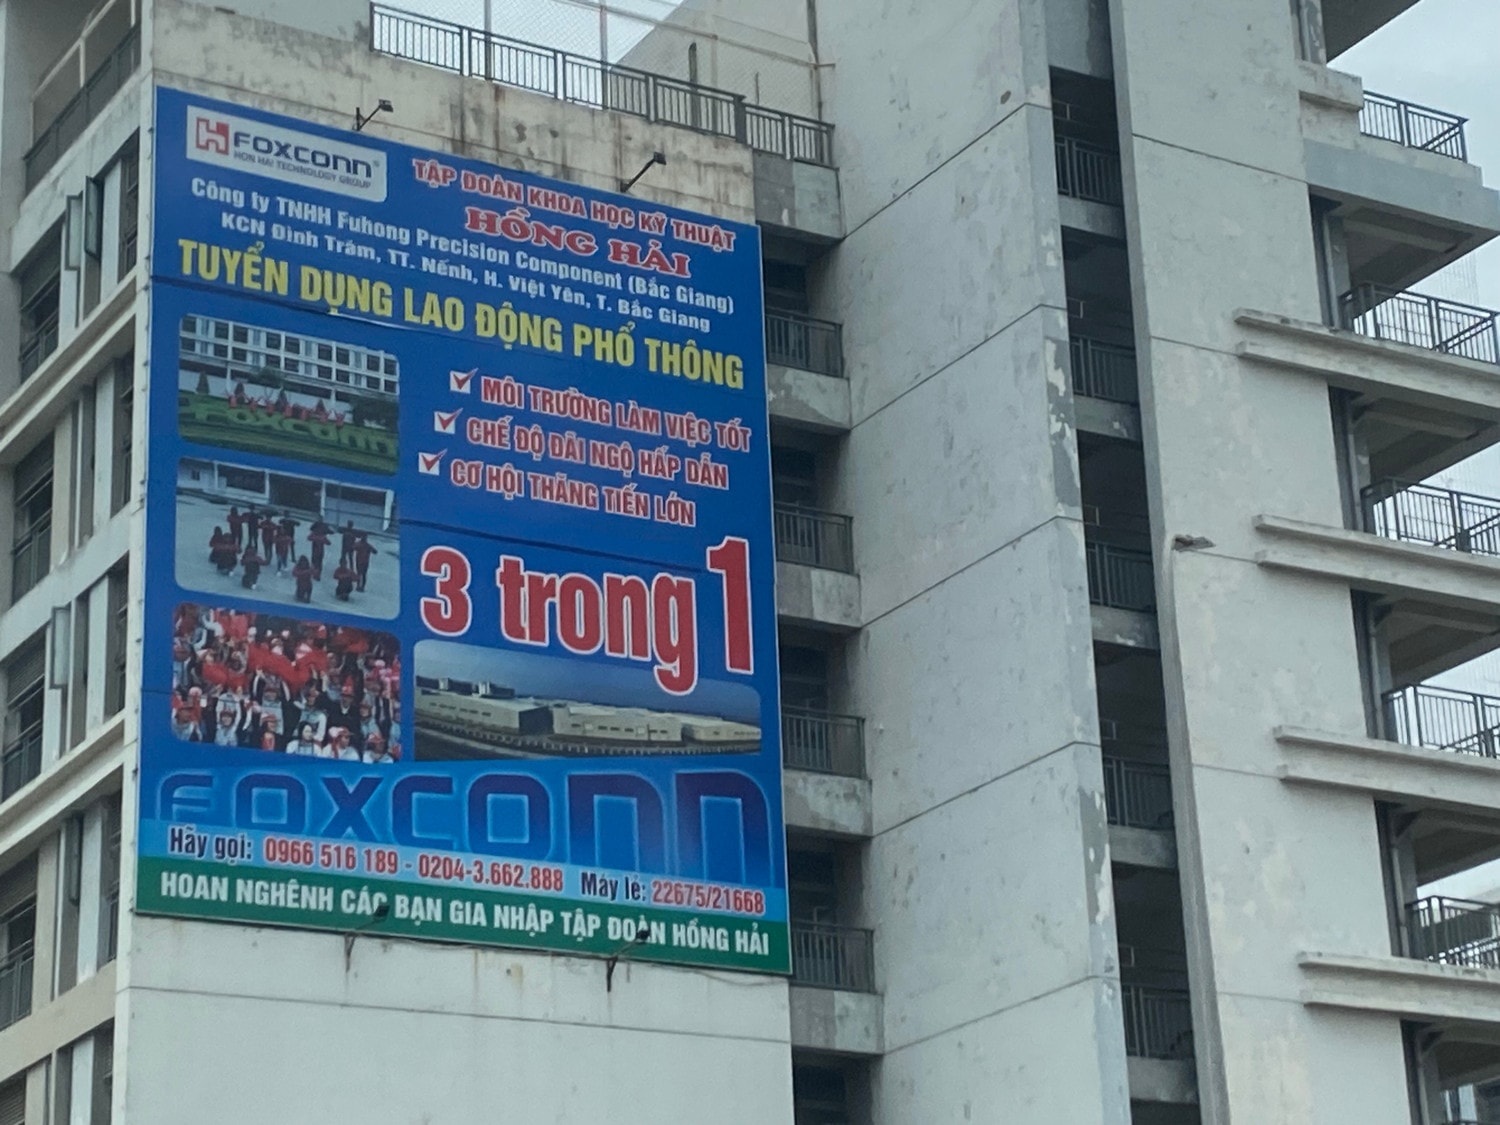 FOXCONN
HON HAI TECHNOLOGY GROUP
TẬP ĐOÀN KHOA HỌC KỸ THUẬT
HỒNG HẢI
Công ty TNHH Fuhong Precision Component (Bắc Giang)
KCN Đình Trám, TT. Nếnh, H. Việt Yên, T. Bắc Giang
TUYỂN DỤNG LAO ĐỘNG PHỔ THÔNG
MÔI TRƯỜNG LÀM VIỆC TỐT
CHẾ ĐỘ ĐÃI NGỘ HẤP DẪN
CƠ HỘI THĂNG TIẾN LỚN
FOXCONN
3 trong 1
FOXCONN
Hãy gọi: 0966 516 189 - 0204-3.662.888 Máy lẻ: 22675/21668
HOAN NGHÊNH CÁC BẠN GIA NHẬP TẬP ĐOÀN HỒNG HẢI